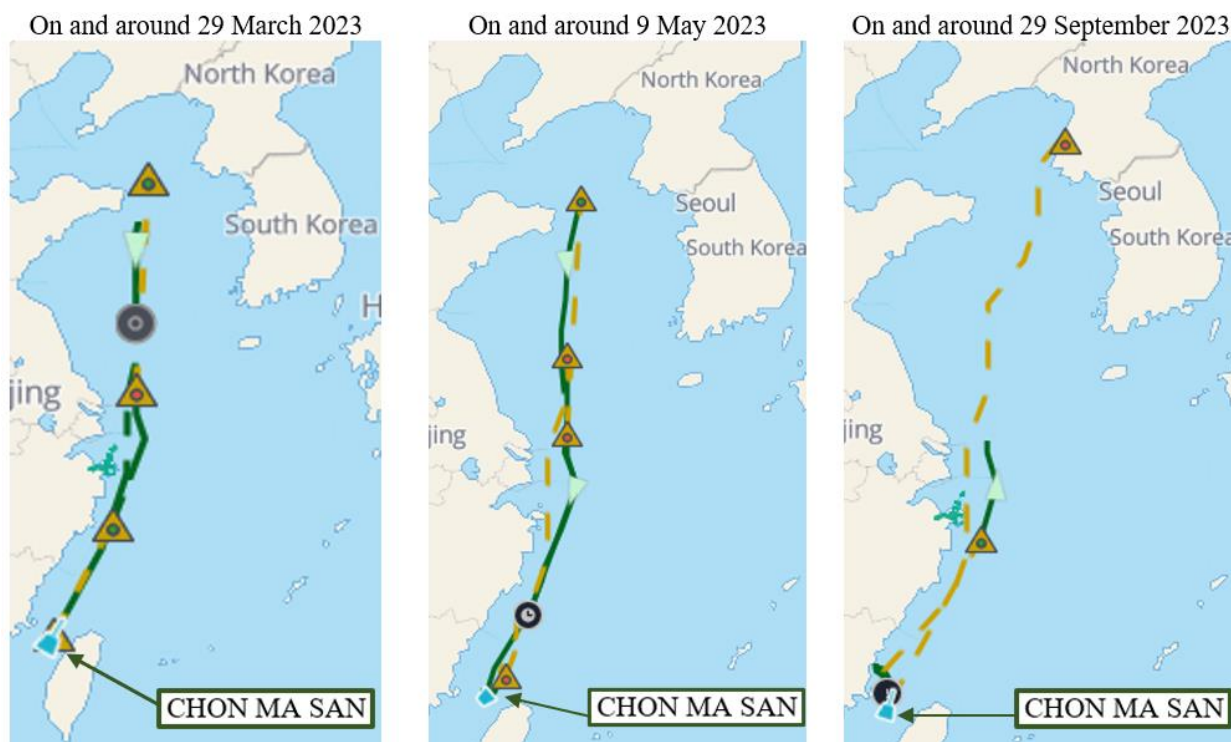 On and around 29 March 2023
On and around 9 May 2023
On and around 29 September 2023
North Korea
South Korea
H
jing
CHON MA SAN
North Korea
Seoul
South Korea
jing
CHON MA SAN
North Korea
Seoul
South Korea
jing
CHON MA SAN